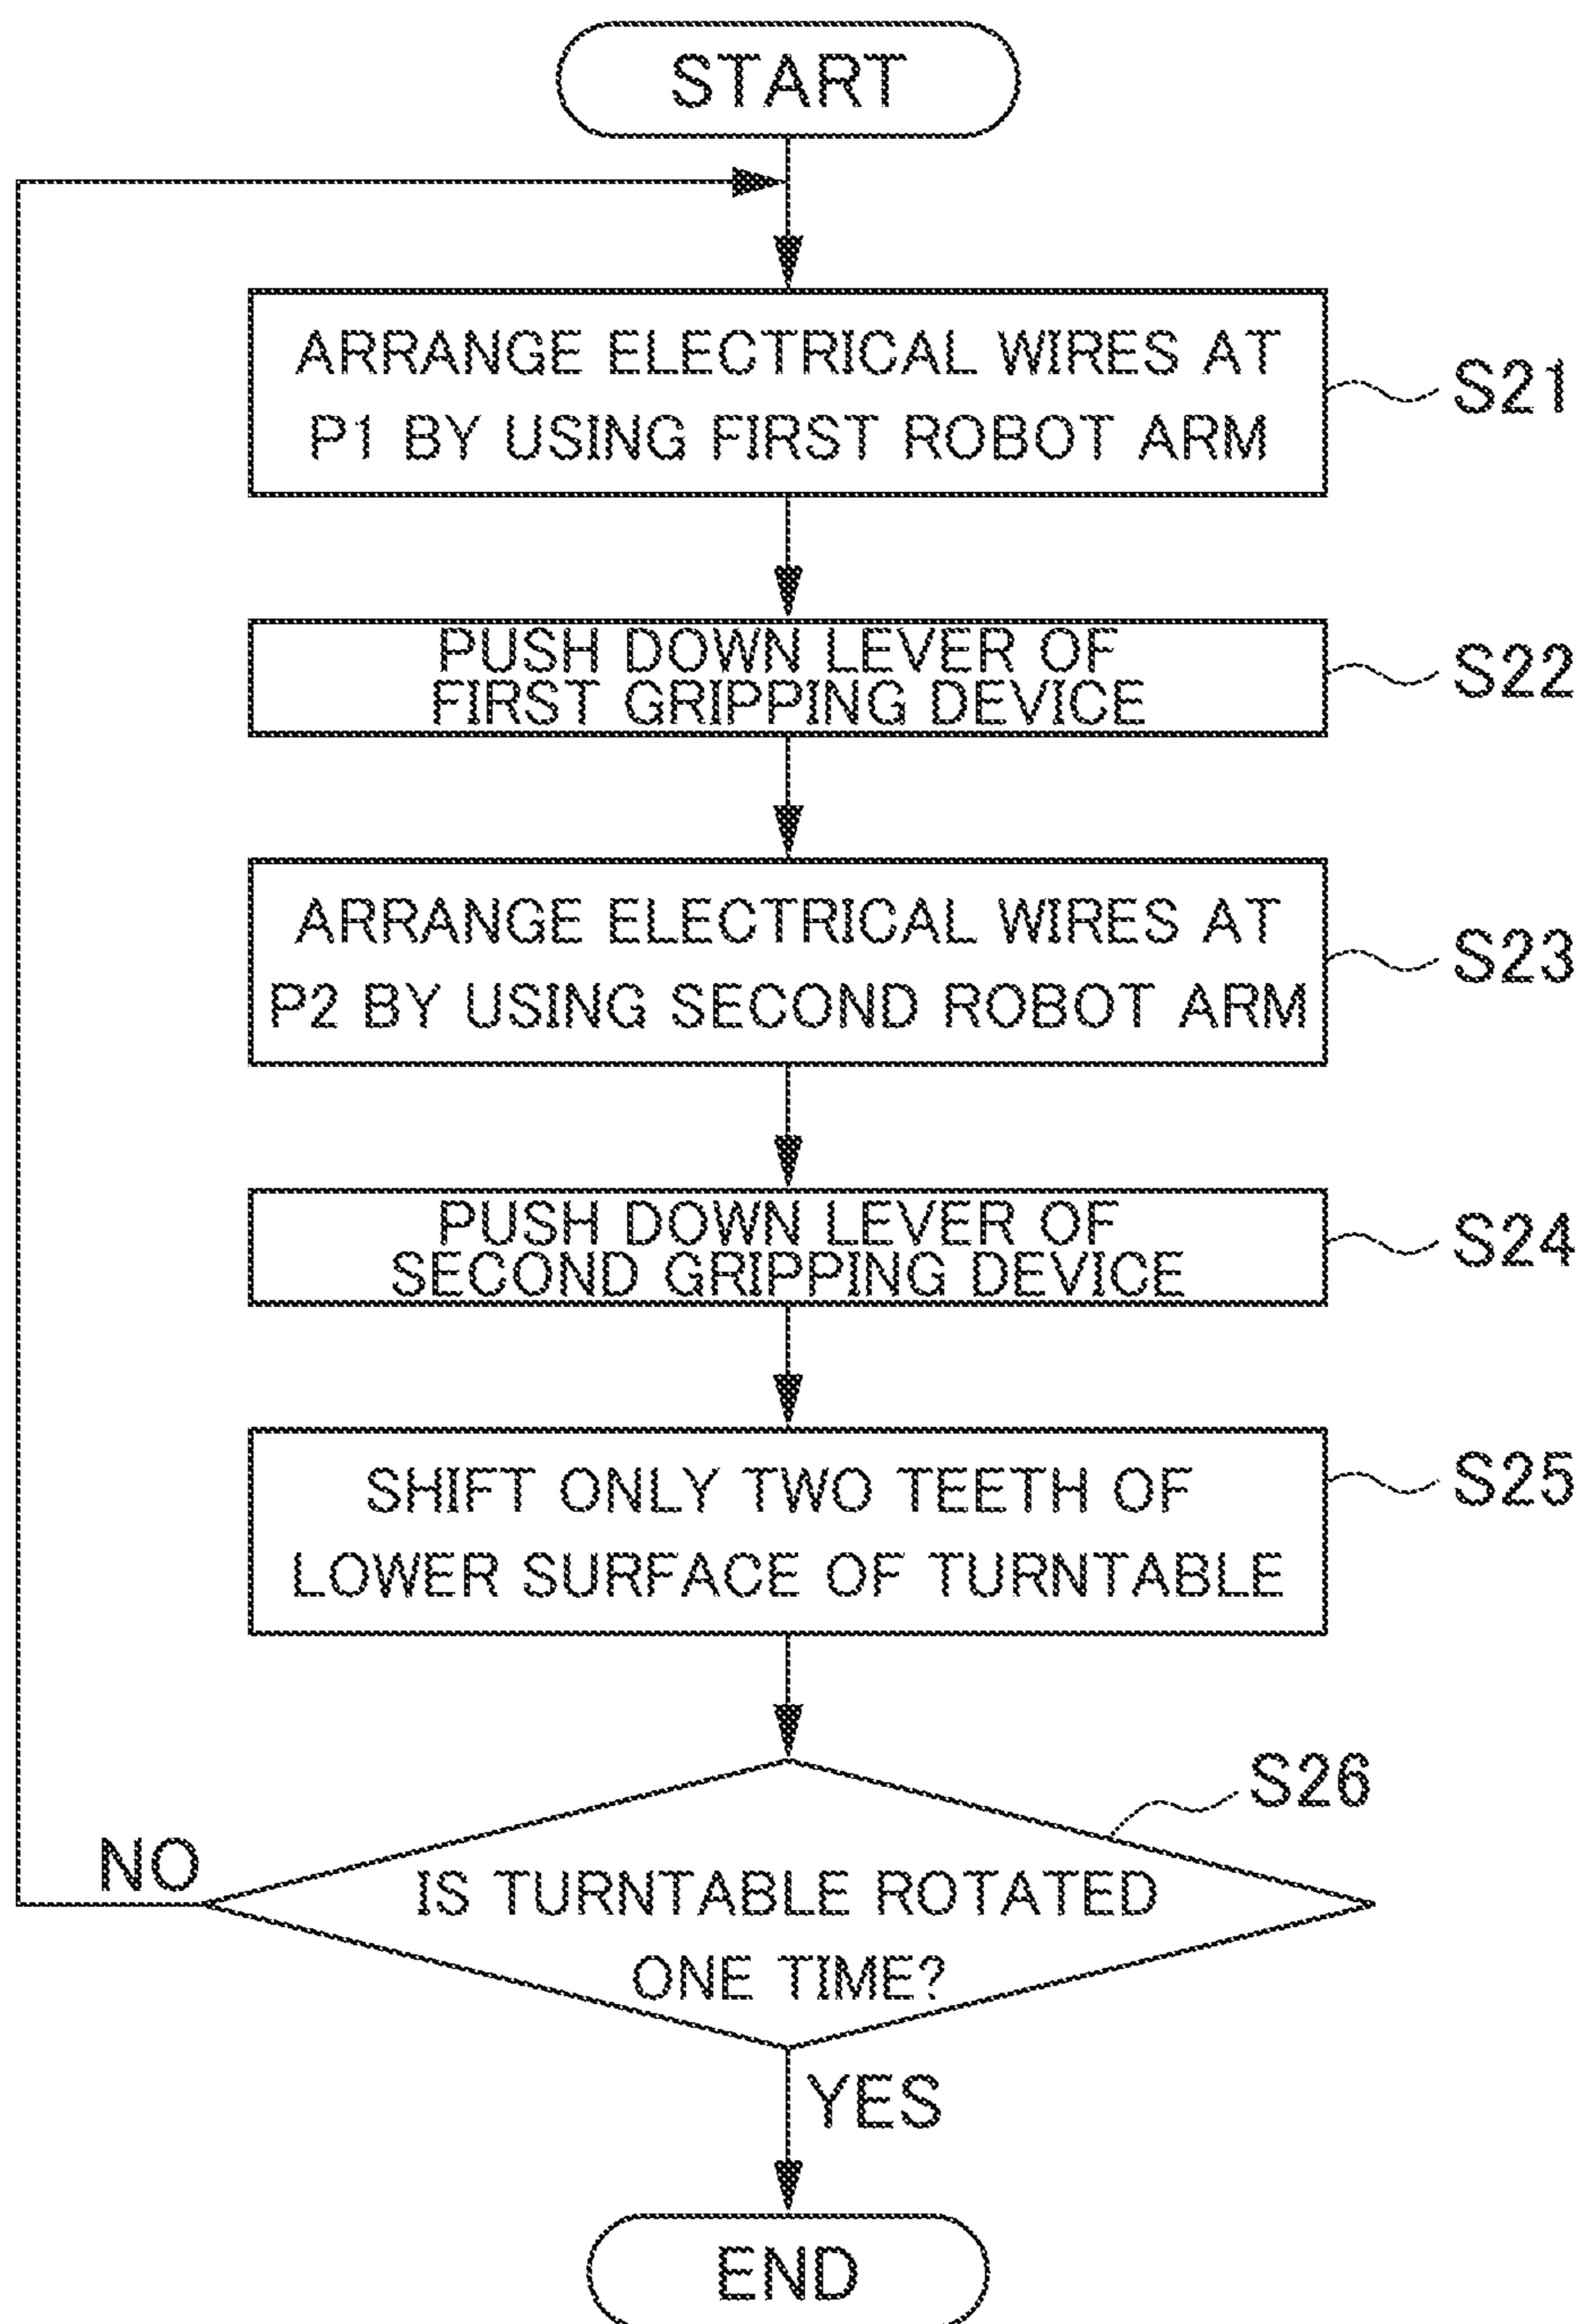 START
ARRANGE ELECTRICAL WIRES AT
P1 BY USING FIRST ROBOT ARM
S21
PUSH DOWN LEVER OF
FIRST GRIPPING DEVICE
S22
ARRANGE ELECTRICAL WIRES AT
P2 BY USING SECOND ROBOT ARM
S23
PUSH DOWN LEVER OF
SECOND GRIPPING DEVICE
S24
SHIFT ONLY TWO TEETH OF
LOWER SURFACE OF TURNTABLE
S25
S26
NO
IS TURNTABLE ROTATED
ONE TIME?
YES
END